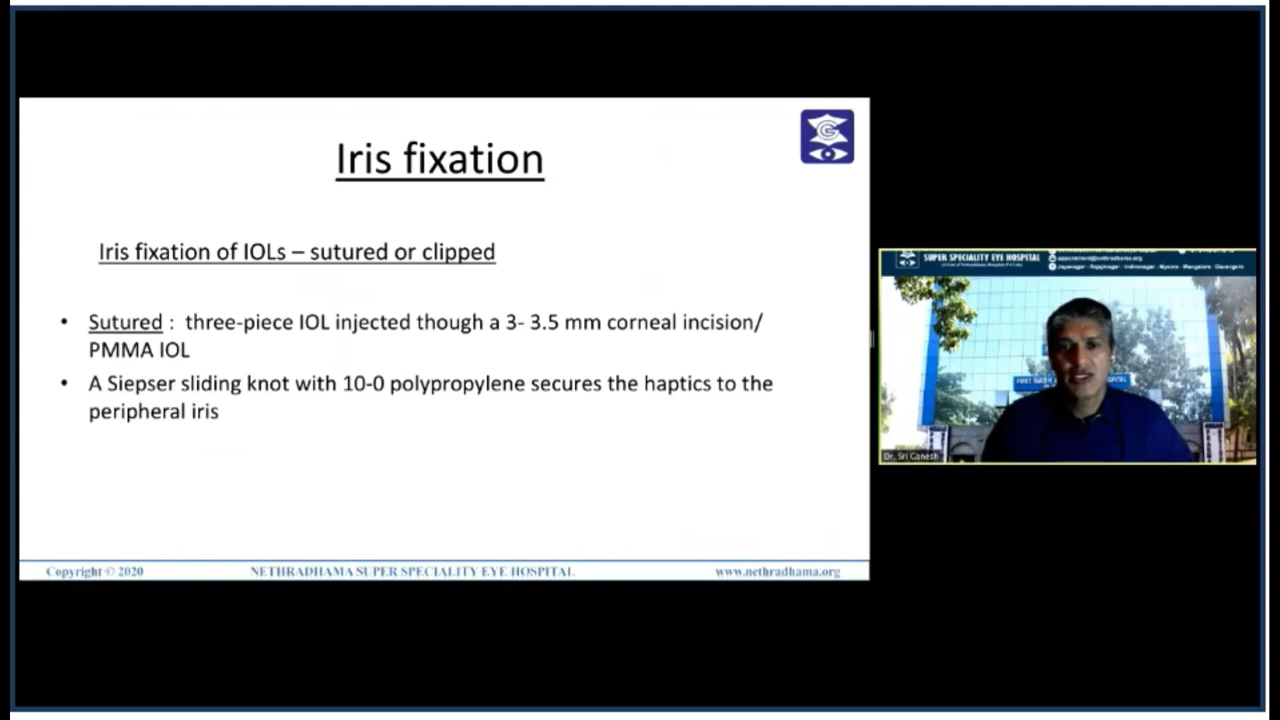 Iris fixation
Iris fixation of IOLs – sutured or clipped
• Sutured : three-piece IOL injected though a 3- 3.5 mm corneal incision/
PMMA IOL
• A Siepser sliding knot with 10-0 polypropylene secures the haptics to the
peripheral iris
Copyright © 2020 NETHRADHAMA SUPER SPECIALITY EYE HOSPITAL www.nethradhama.org
SUPER SPECIALITY EYE HOSPITAL
Dr. Sri Ganesh